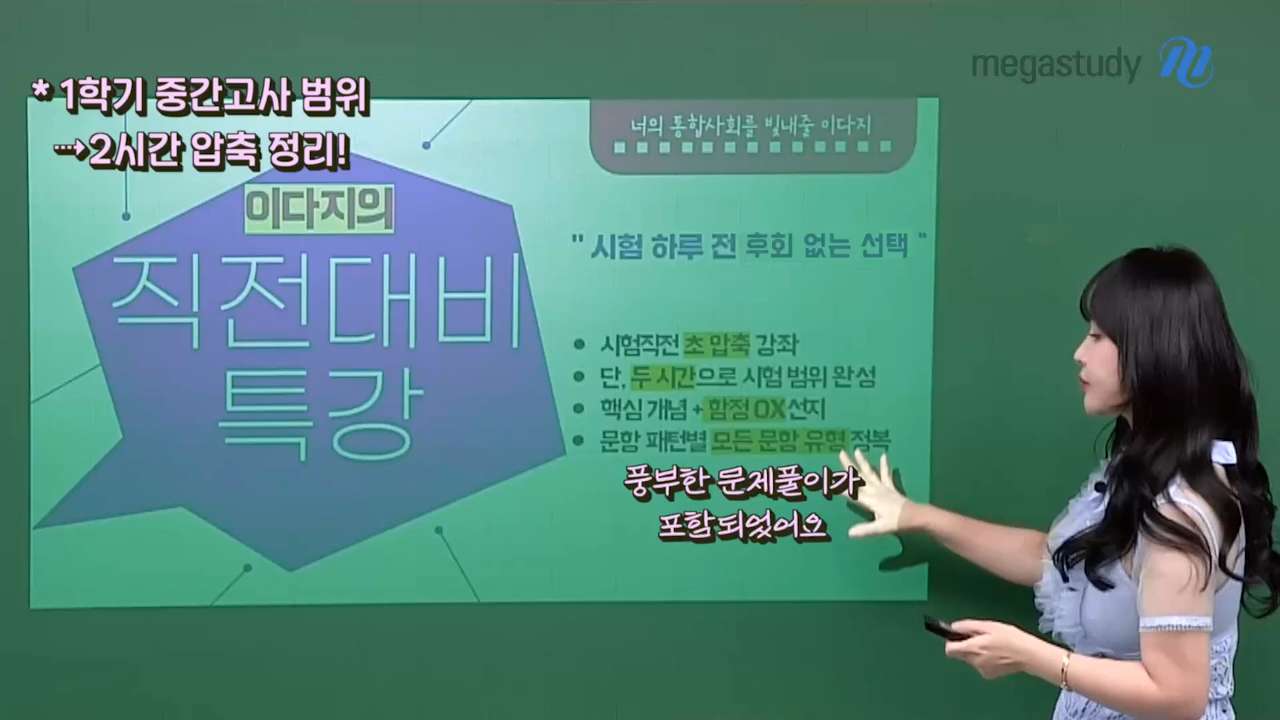 megastudy
* 1학기 중간고사 범위
→2시간 압축 정리!
너의 통합사회를 빛내줄 이다지
이다지의
직전대비
특강
" 시험 하루 전 후회 없는 선택 "
• 시험직전 초 압축 강좌
• 단, 두 시간으로 시험 범위 완성
• 핵심 개념 + 함정 OX선지
• 문항 패턴별 모든 문항 유형 정복
풍부한 문제풀이가
포함되었어요